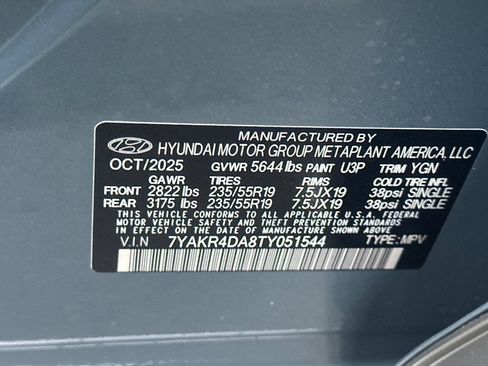 MANUFACTURED BY
HYUNDAI MOTOR GROUP METAPLANT AMERICA, LLC
OCT/2025 GVWR 5644 lbs PAINT U3P TRIM YGN
GAWR TIRES RIMS COLD TIRE INFL
FRONT 2822 lbs 235/55R19 7.5JX19 38psi SINGLE
REAR 3175 lbs 235/55R19 7.5JX19 38psi SINGLE
THIS VEHICLE CONFORMS TO ALL APPLICABLE U.S.A. FEDERAL
MOTOR VEHICLE SAFETY AND THEFT PREVENTION STANDARDS
IN EFFECT ON THE DATE OF MANUFACTURE SHOWN ABOVE.
V.I.N 7YAKR4DA8TY051544 TYPE: MPV